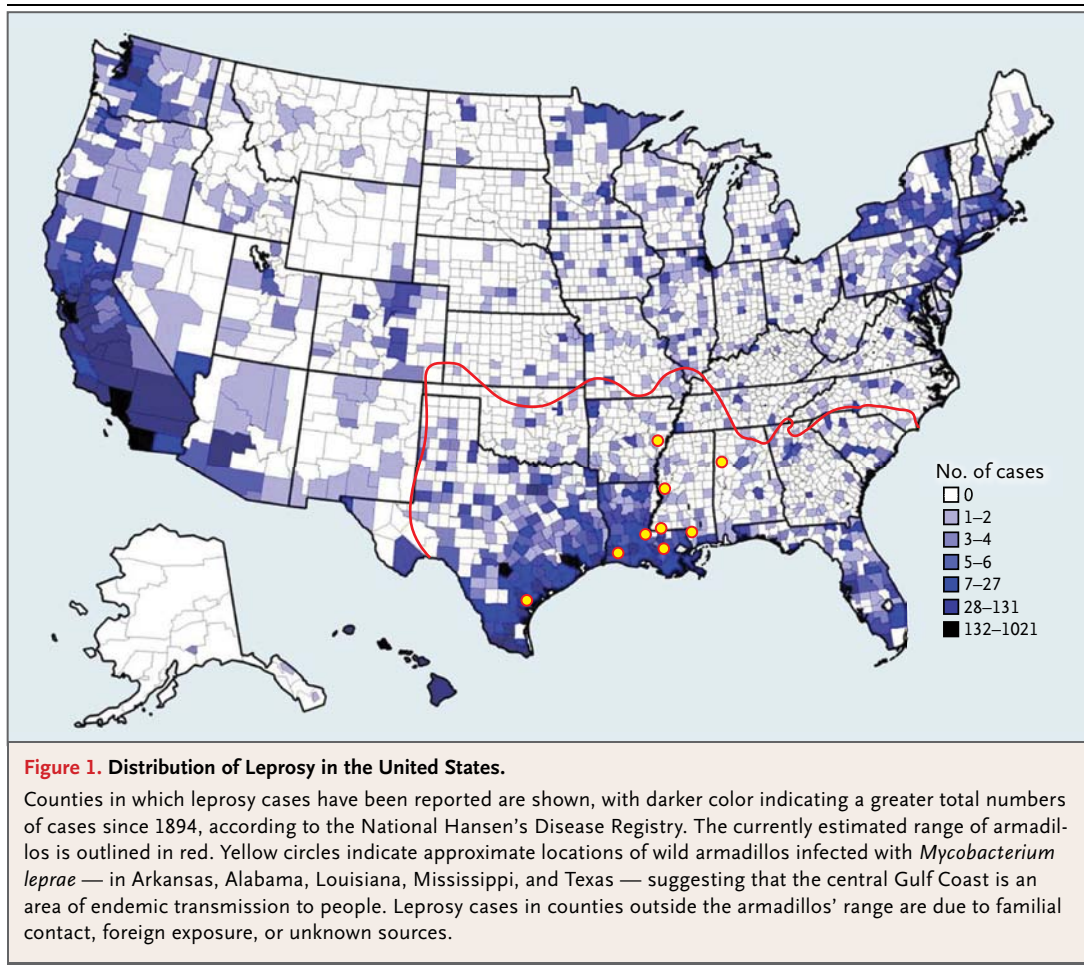 No. of cases
0
1–2
3–4
5–6
7–27
28–131
132–1021
Figure 1. Distribution of Leprosy in the United States.
Counties in which leprosy cases have been reported are shown, with darker color indicating a greater total numbers
of cases since 1894, according to the National Hansen's Disease Registry. The currently estimated range of armadil-
los is outlined in red. Yellow circles indicate approximate locations of wild armadillos infected with Mycobacterium
leprae — in Arkansas, Alabama, Louisiana, Mississippi, and Texas — suggesting that the central Gulf Coast is an
area of endemic transmission to people. Leprosy cases in counties outside the armadillos' range are due to familial
contact, foreign exposure, or unknown sources.